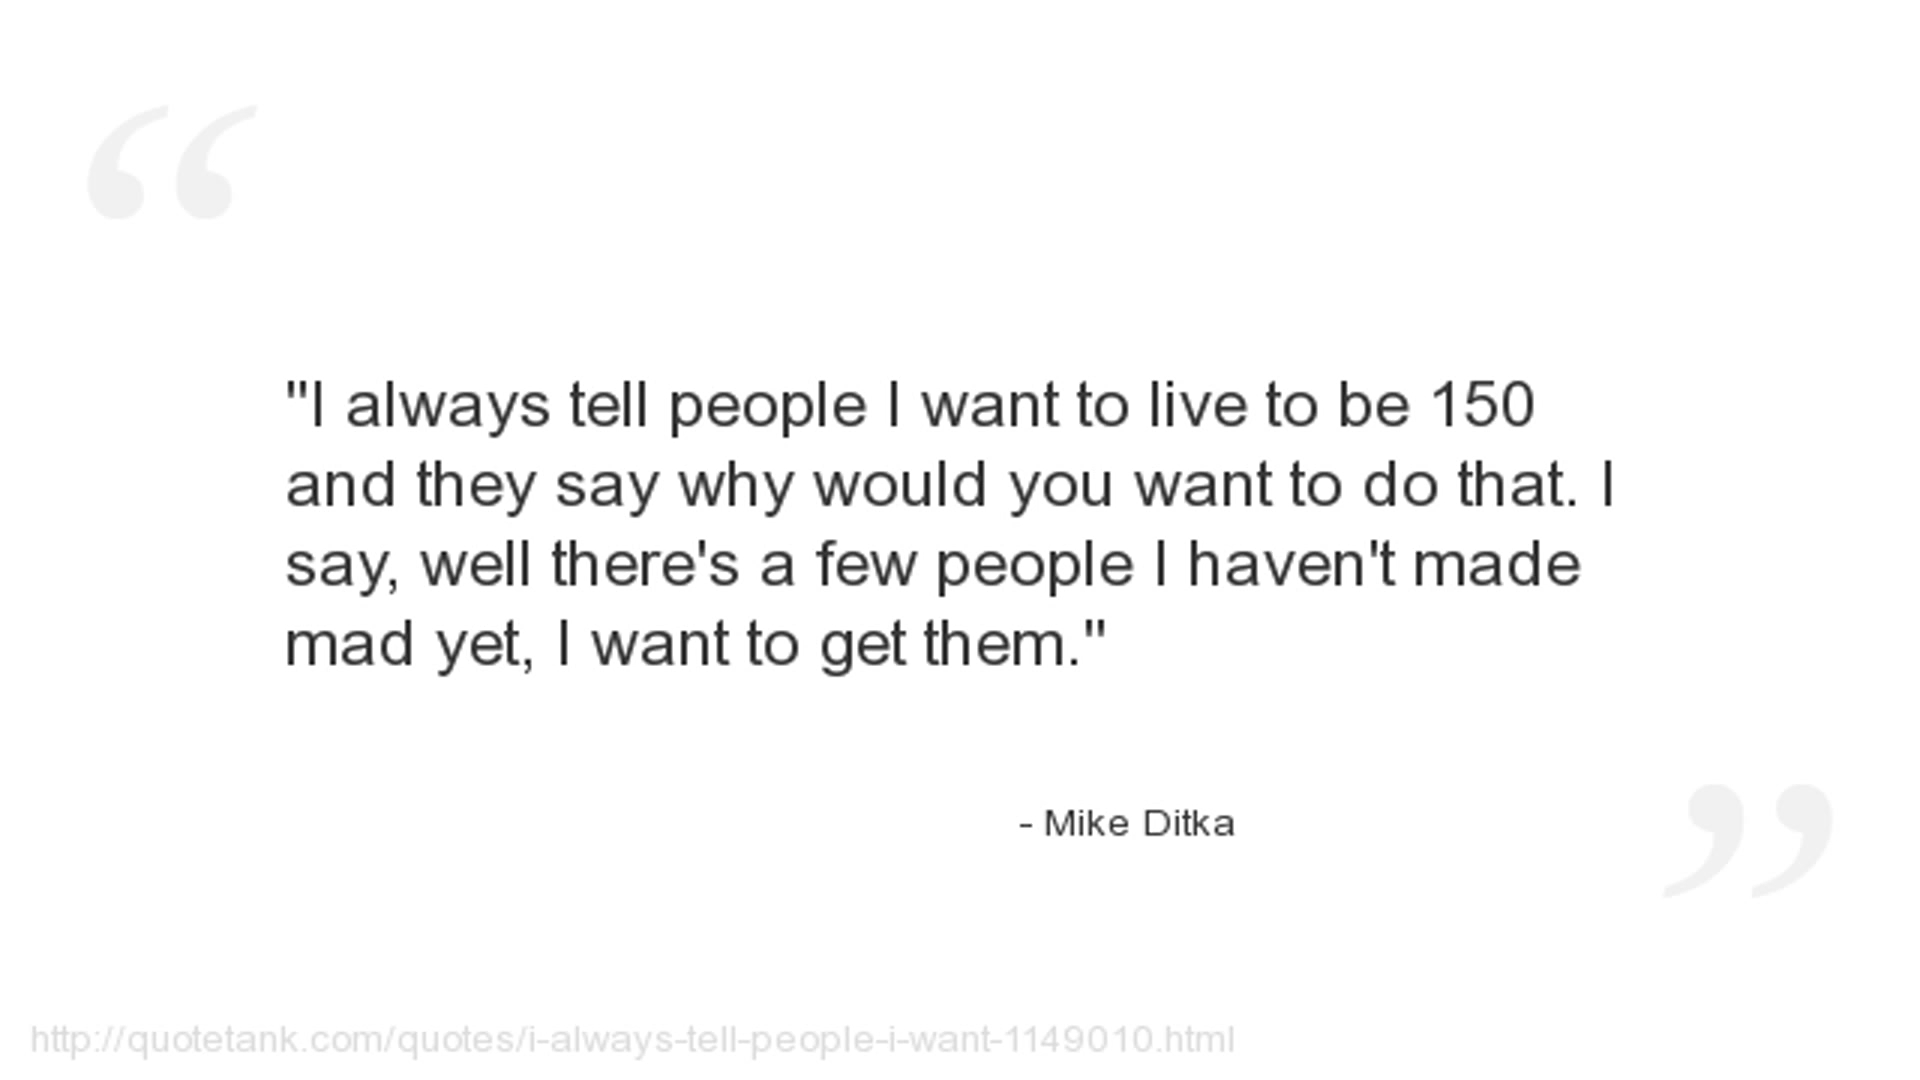 "I always tell people I want to live to be 150
and they say why would you want to do that. I
say, well there's a few people I haven't made
mad yet, I want to get them."
- Mike Ditka
http://quotetank.com/quotes/i-always-tell-people-i-want-1149010.html